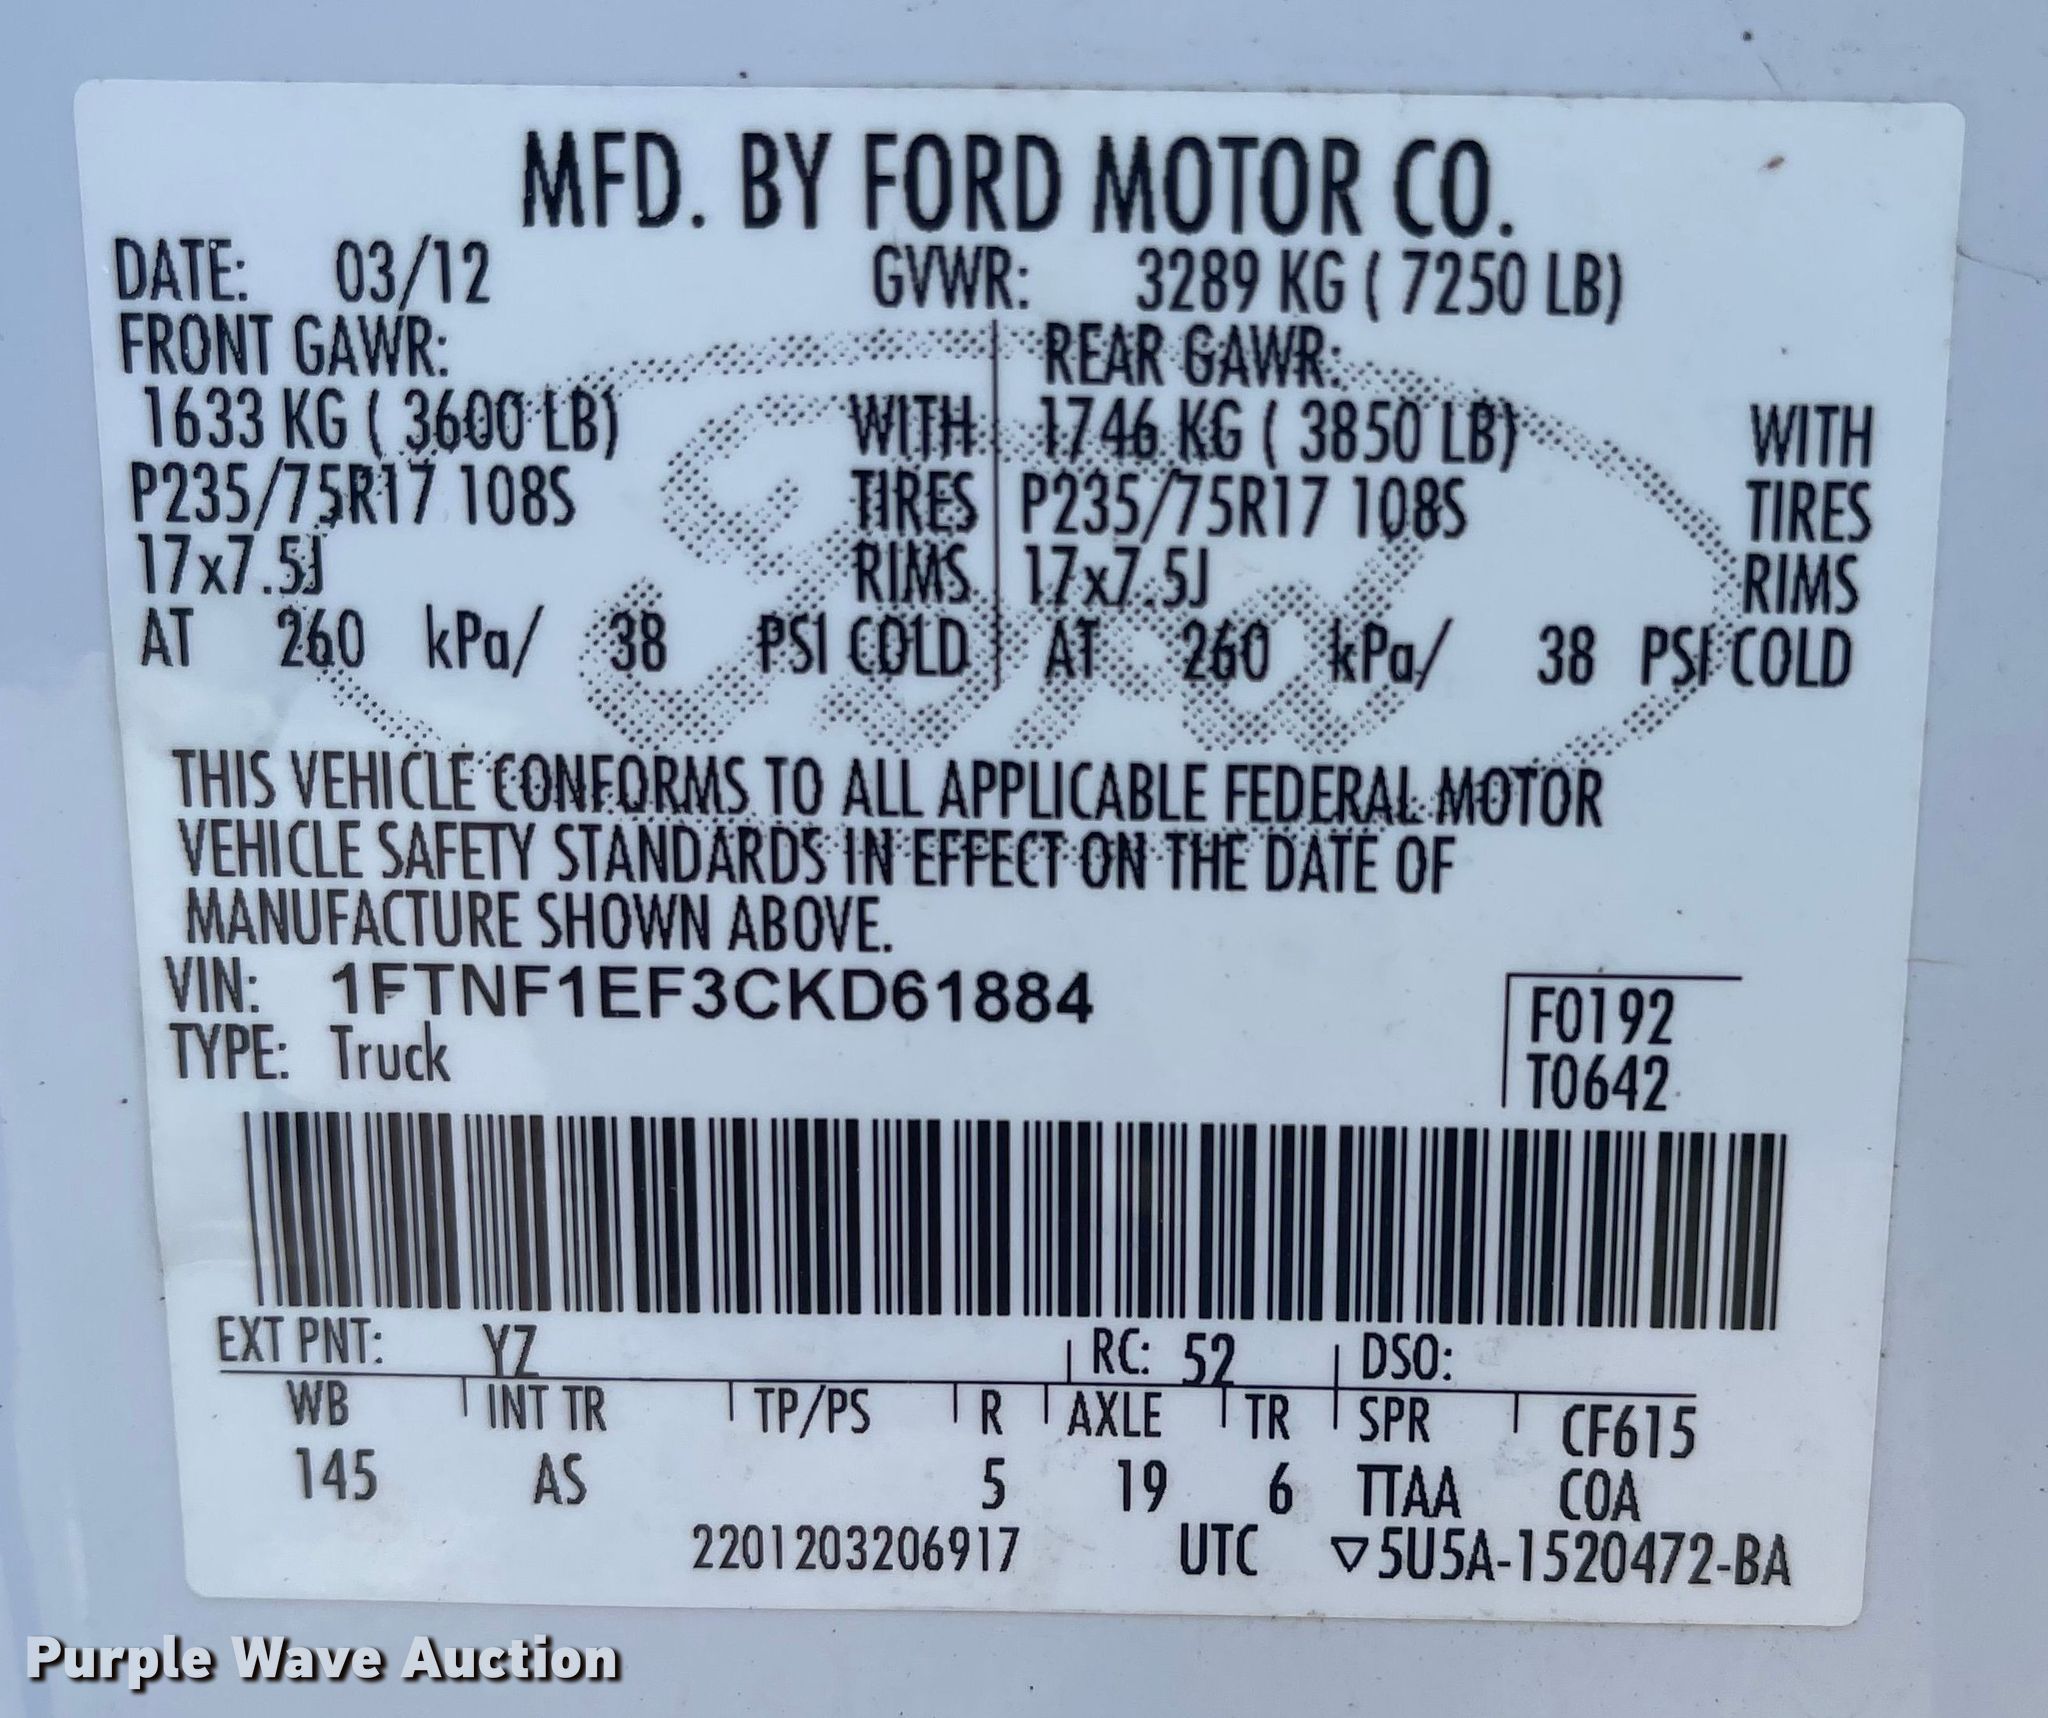 MFD. BY FORD MOTOR CO.
DATE: 03/12 GVWR: 3289 KG ( 7250 LB)
FRONT GAWR: REAR GAWR:
1633 KG ( 3600 LB) WITH 1746 KG ( 3850 LB) WITH
P235/75R17 108S TIRES P235/75R17 108S TIRES
17x7.5J RIMS 17x7.5J RIMS
AT 260 kPa/ 38 PSI COLD AT 260 kPa/ 38 PSI COLD
Ford
THIS VEHICLE CONFORMS TO ALL APPLICABLE FEDERAL MOTOR
VEHICLE SAFETY STANDARDS IN EFFECT ON THE DATE OF
MANUFACTURE SHOWN ABOVE.
VIN: 1FTNF1EF3CKD61884
TYPE: Truck
F0192
T0642
EXT PNT: YZ RC: 52 DSO:
WB INT TR TP/PS R AXLE TR SPR CF615
145 AS 5 19 6 TTAA COA
2201203206917 UTC ▽5U5A-1520472-BA
Purple Wave Auction